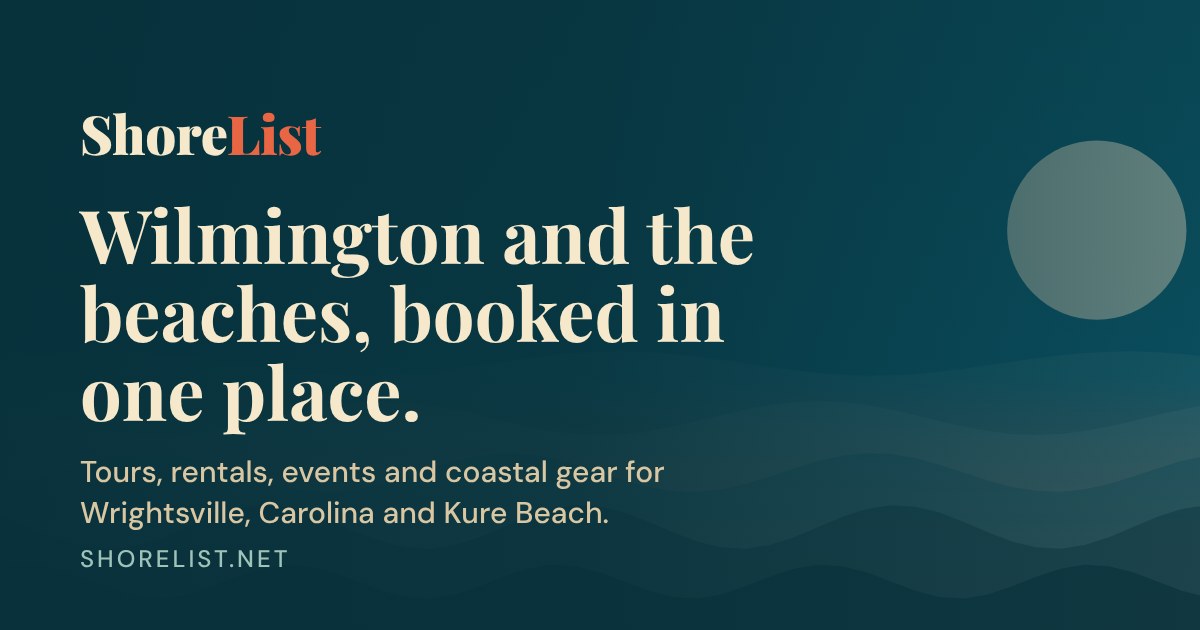 ShoreList
Wilmington and the
beaches, booked in
one place.
Tours, rentals, events and coastal gear for
Wrightsville, Carolina and Kure Beach.
SHORELIST.NET